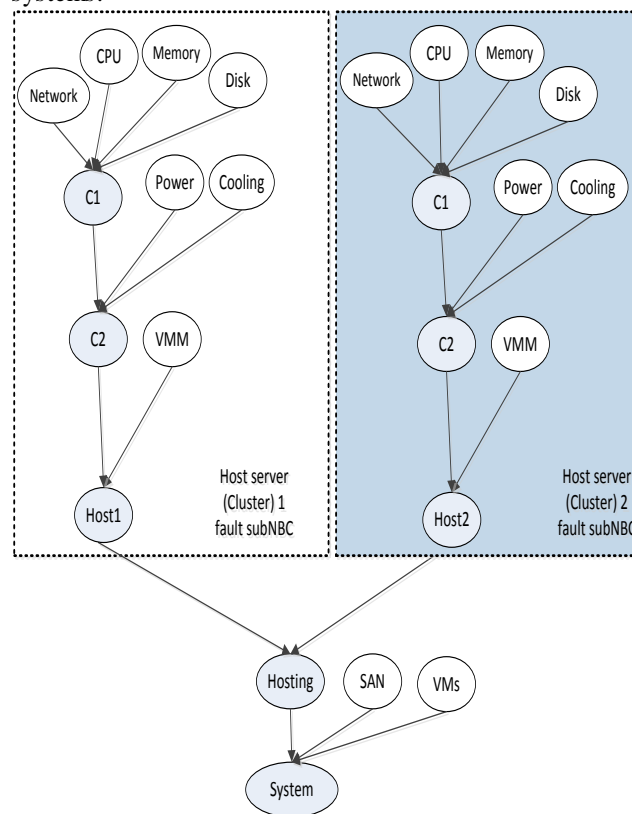 systems.
CPU
Memory
Network
Disk
C1
Power
Cooling
C2
VMM
Host1
Host server
(Cluster) 1
fault subNBC
CPU
Memory
Network
Disk
C1
Power
Cooling
C2
VMM
Host2
Host server
(Cluster) 2
fault subNBC
Hosting
SAN
VMs
System